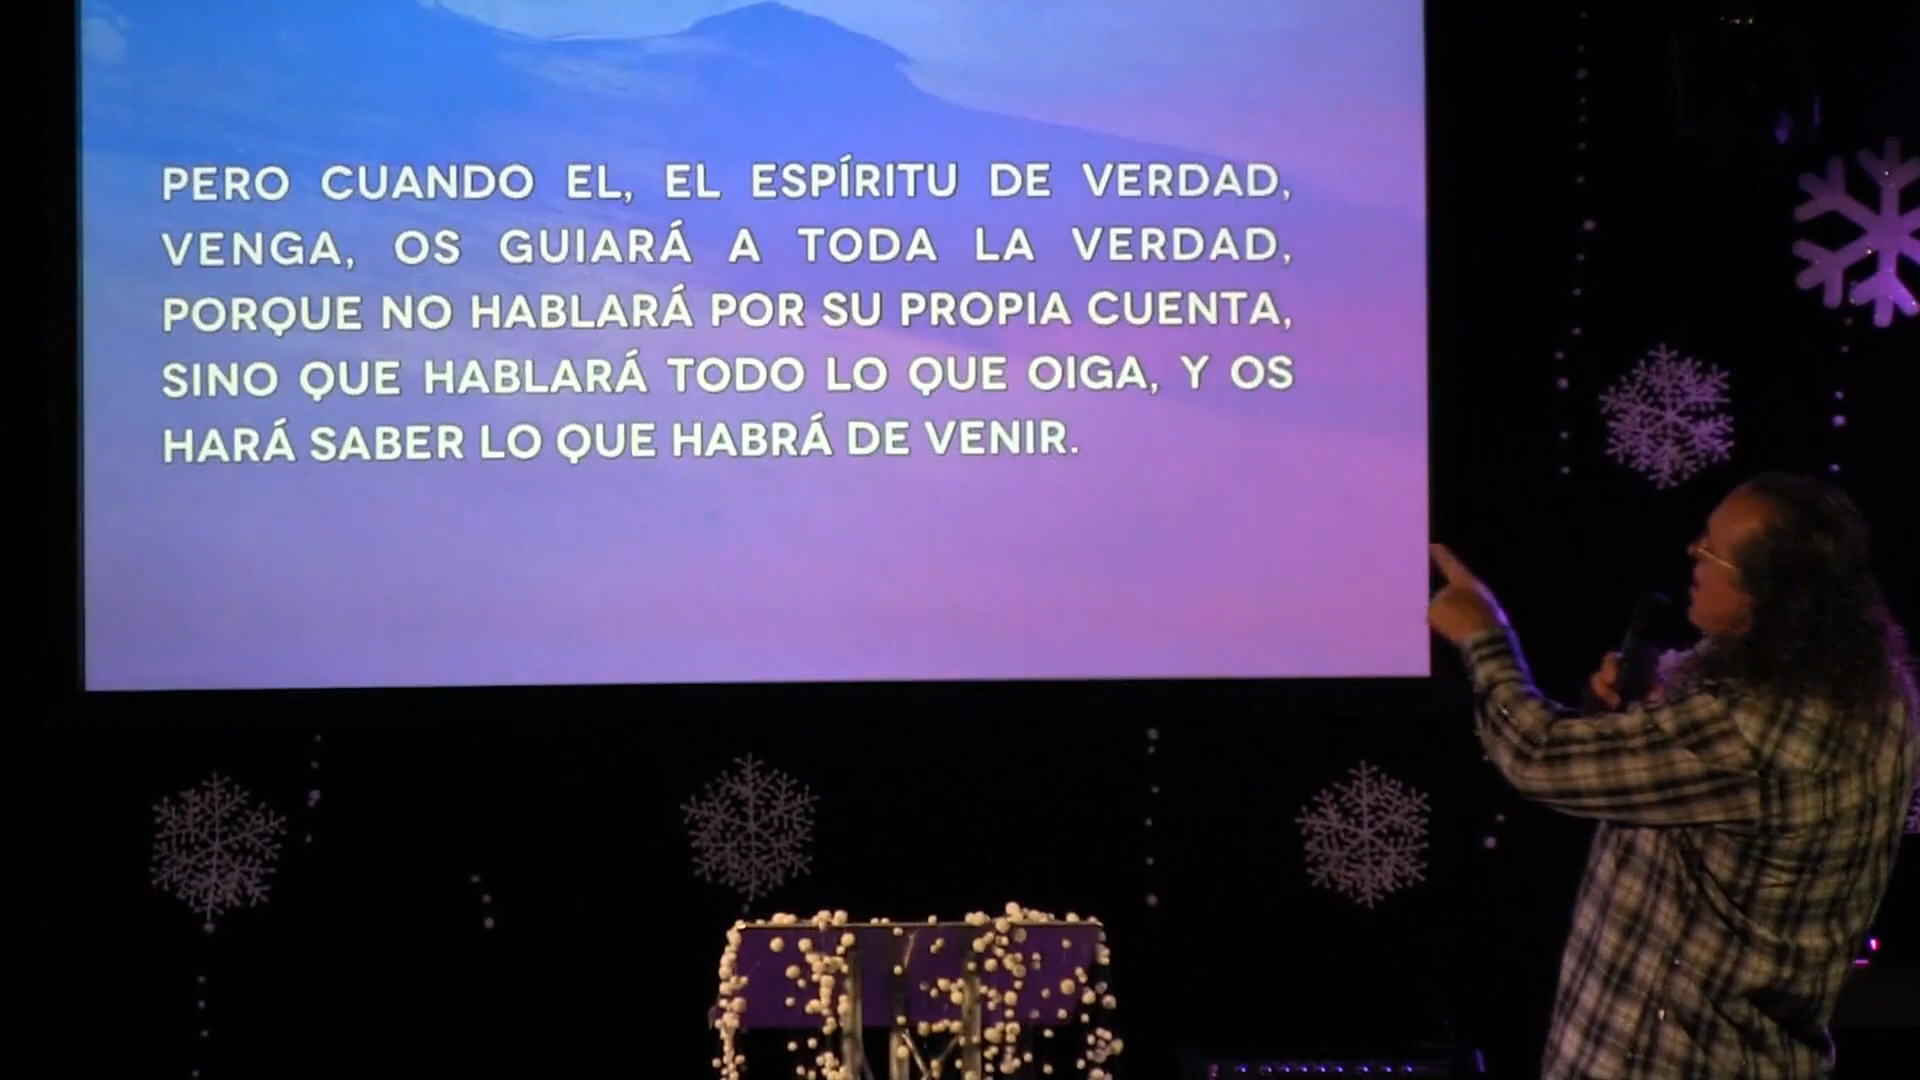 PERO CUANDO EL, EL ESPÍRITU DE VERDAD,
VENGA, OS GUIARÁ A TODA LA VERDAD,
PORQUE NO HABLARÁ POR SU PROPIA CUENTA,
SINO QUE HABLARÁ TODO LO QUE OIGA, Y OS
HARÁ SABER LO QUE HABRÁ DE VENIR.